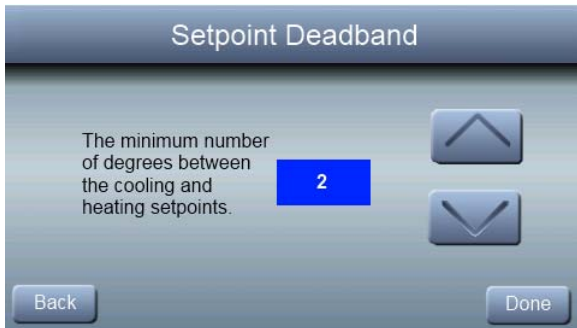 Setpoint Deadband
The minimum number
of degrees between
the cooling and
heating setpoints.
2
Back
Done